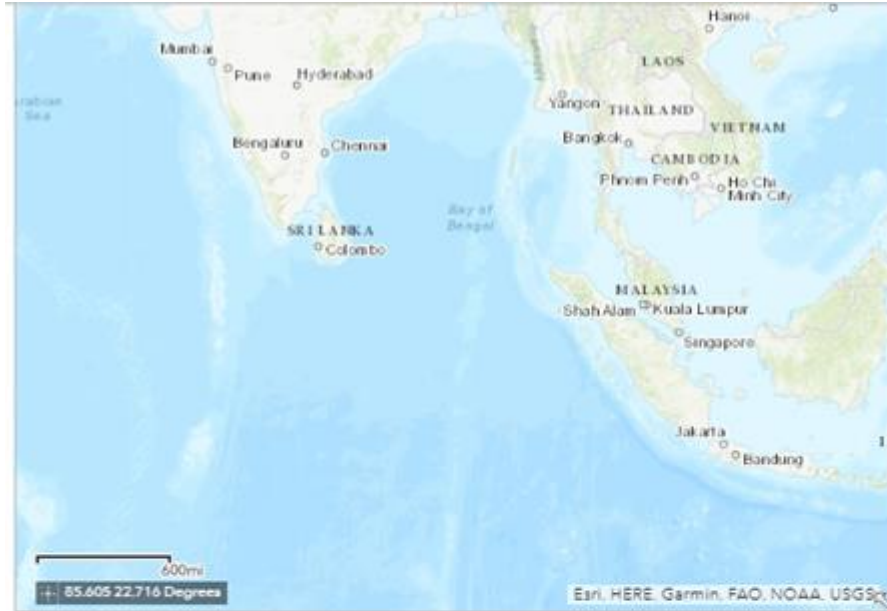 Hanoi
Mumbai
Pune
Hyderabad
LAOS
Arabian
Sea
Yangon
THAILAND
VIETNAM
Bengaluru
Chennai
Bangkok
CAMBODIA
Phnom Penh
Ho Chi
Minh City
Bay of
Bengal
SRI LANKA
Colombo
MALAYSIA
Shah Alam
Kuala Lumpur
Singapore
Jakarta
Bandung
600mi
85.605 22.716 Degrees
Esri, HERE, Garmin, FAO, NOAA, USGS